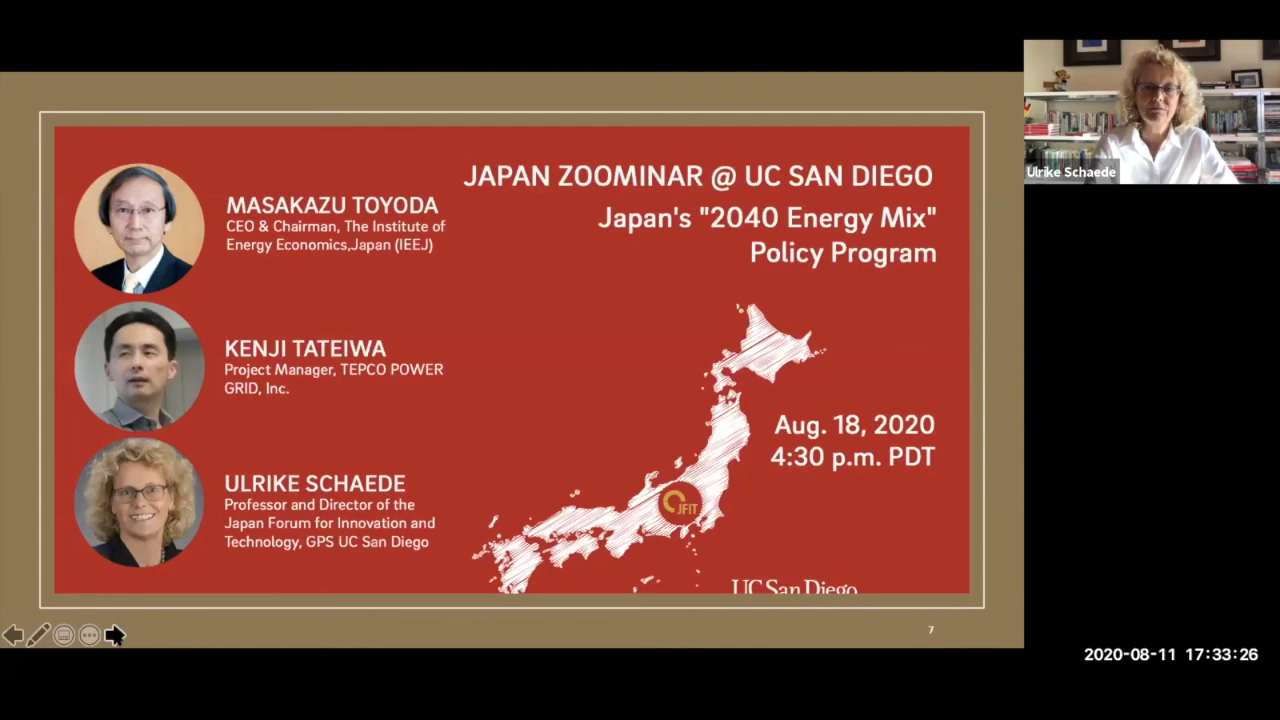 JAPAN ZOOMINAR @ UC SAN DIEGO
Japan's "2040 Energy Mix"
Policy Program
MASAKAZU TOYODA
CEO & Chairman, The Institute of
Energy Economics,Japan (IEEJ)
KENJI TATEIWA
Project Manager, TEPCO POWER
GRID, Inc.
ULRIKE SCHAEDE
Professor and Director of the
Japan Forum for Innovation and
Technology, GPS UC San Diego
Aug. 18, 2020
4:30 p.m. PDT
JFIT
UC San Diego
7
Ulrike Schaede
2020-08-11 17:33:26